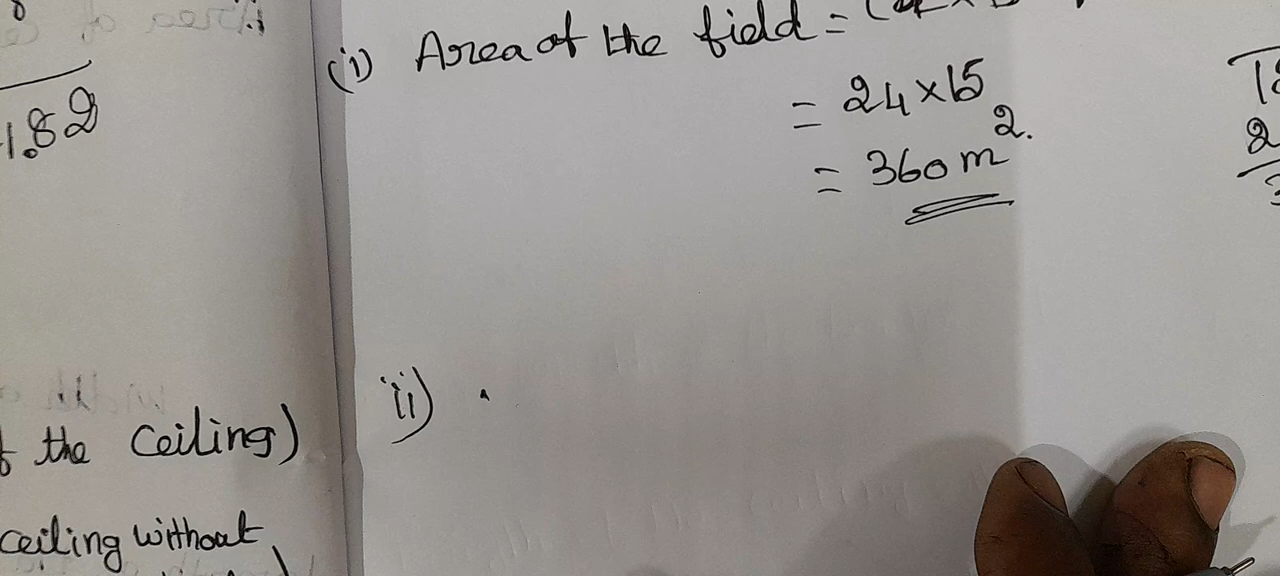 1.82
f the Ceiling)
ceiling without
(i) Area of the field =
= 24×15
= 360 m².
ii) .